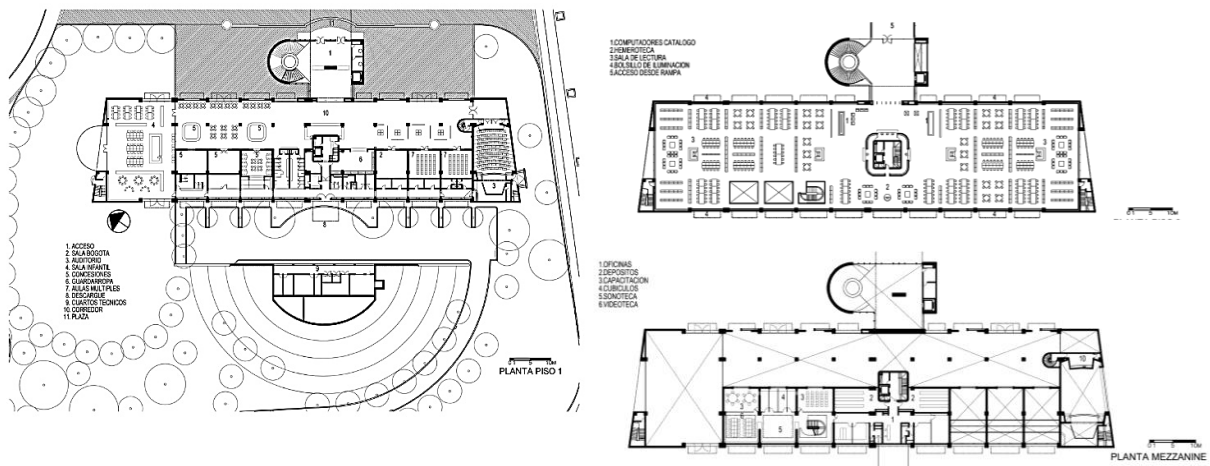 1. ACCESO
2. SALA BOGOTA
3. AUDITORIO
4. SALA INFANTIL
5. CONCESIONES
6. GUARDARROPA
7. AULAS MULTIPLES
8. DESCARGUE
9. CUARTOS TECNICOS
10. CORREDOR
11. PLAZA
PLANTA PISO 1
1.COMPUTADORES CATALOGO
2.HEMEROTECA
3.SALA DE LECTURA
4.BOLSILLO DE ILUMINACION
5.ACCESO DESDE RAMPA
1.OFICINAS
2.DEPOSITOS
3.CAPACITACION
4.CUBICULOS
5.SONOTECA
6.VIDEOTECA
PLANTA MEZZANINE